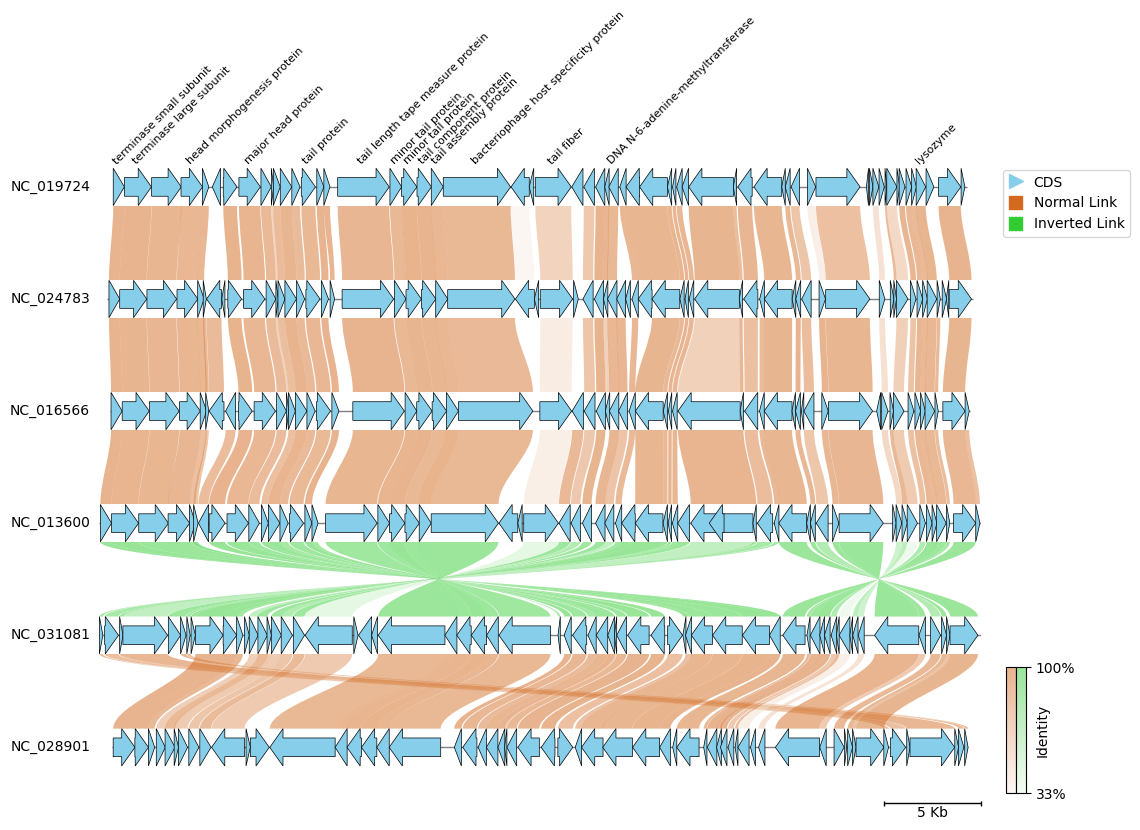 terminase small subunit
terminase large subunit
head morphogenesis protein
major head protein
tail protein
tail length tape measure protein
minor tail protein
minor tail protein
tail component protein
tail assembly protein
bacteriophage host specificity protein
tail fiber
DNA N-6-adenine-methyltransferase
lysozyme
NC_019724
CDS
Normal Link
Inverted Link
NC_024783
NC_016566
NC_013600
NC_031081
NC_028901
100%
Identity
33%
5 Kb